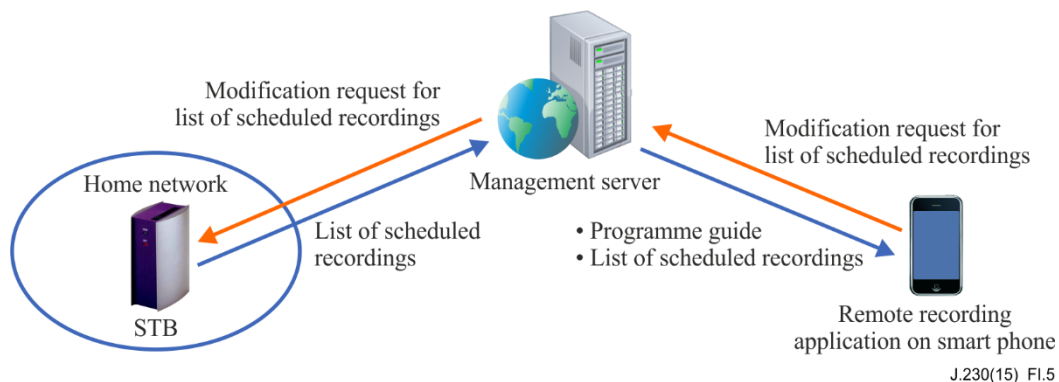 Modification request for
list of scheduled recordings
Home network
STB
List of scheduled
recordings
Management server
• Programme guide
• List of scheduled recordings
Modification request for
list of scheduled recordings
Remote recording
application on smart phone
J.230(15) FI.5